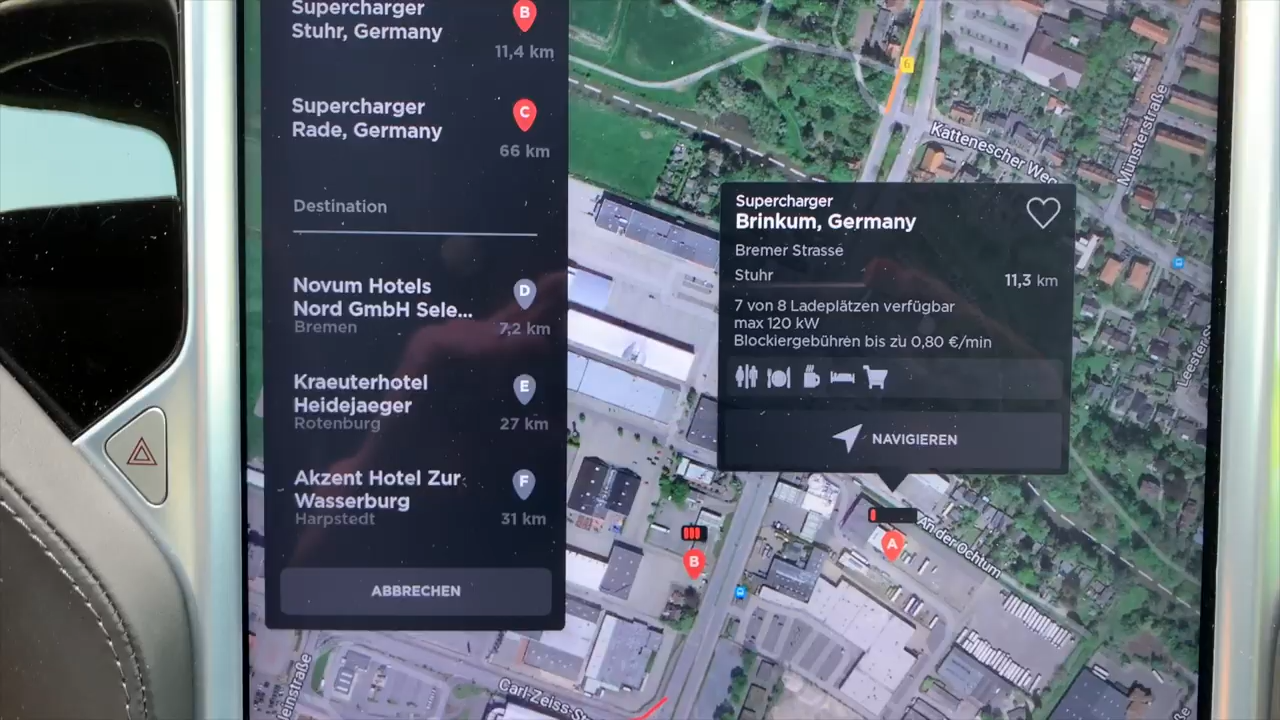 Supercharger
Stuhr, Germany
B
11,4 km
Supercharger
Rade, Germany
C
66 km
Destination
Novum Hotels
Nord GmbH Sele...
Bremen
D
7,2 km
Kraeuterhotel
Heidejaeger
Rotenburg
E
27 km
Akzent Hotel Zur
Wasserburg
Harpstedt
F
31 km
ABBRECHEN
6
Kattenescher Weg
Münsterstraße
Supercharger
Brinkum, Germany
Bremer Strasse
Stuhr
11,3 km
7 von 8 Ladeplätzen verfügbar
max 120 kW
Blockiergebühren bis zu 0,80 €/min
NAVIGIEREN
An der Ochtum
A
B